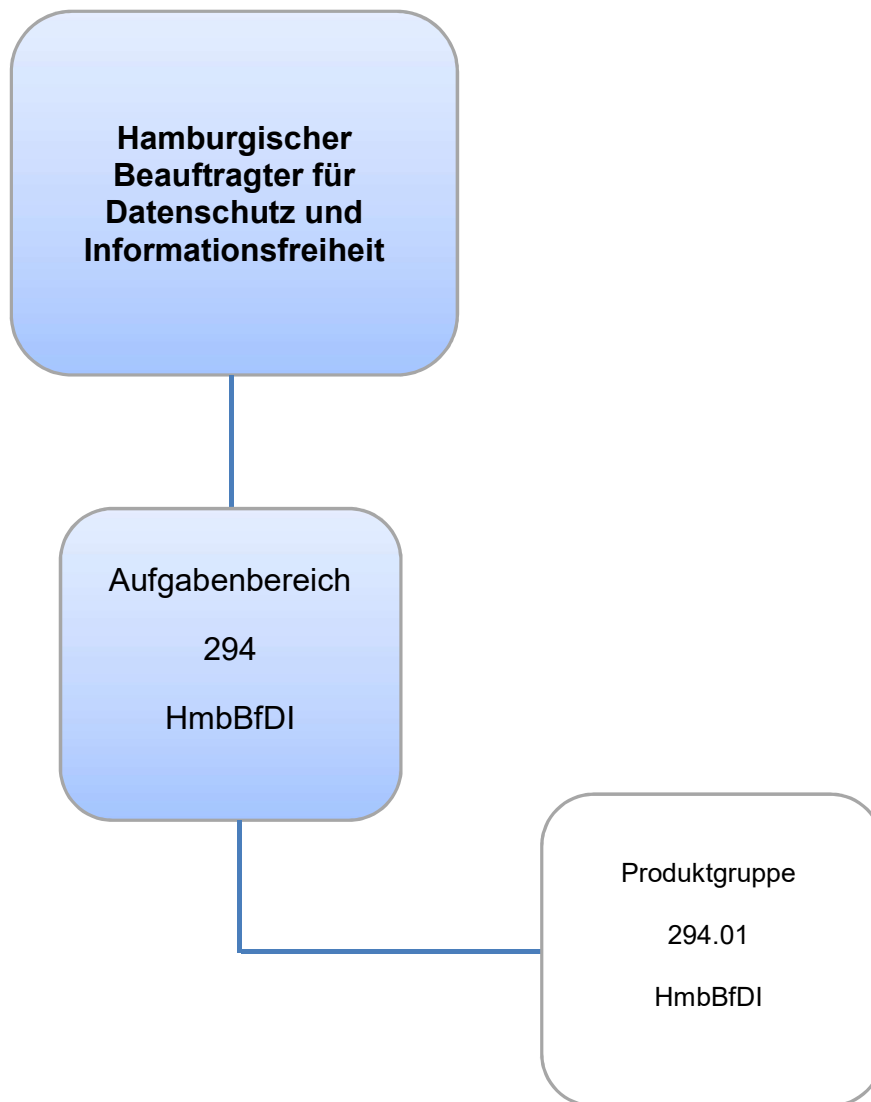 Hamburgischer
Beauftragter für
Datenschutz und
Informationsfreiheit
Aufgabenbereich
294
HmbBfDI
Produktgruppe
294.01
HmbBfDI